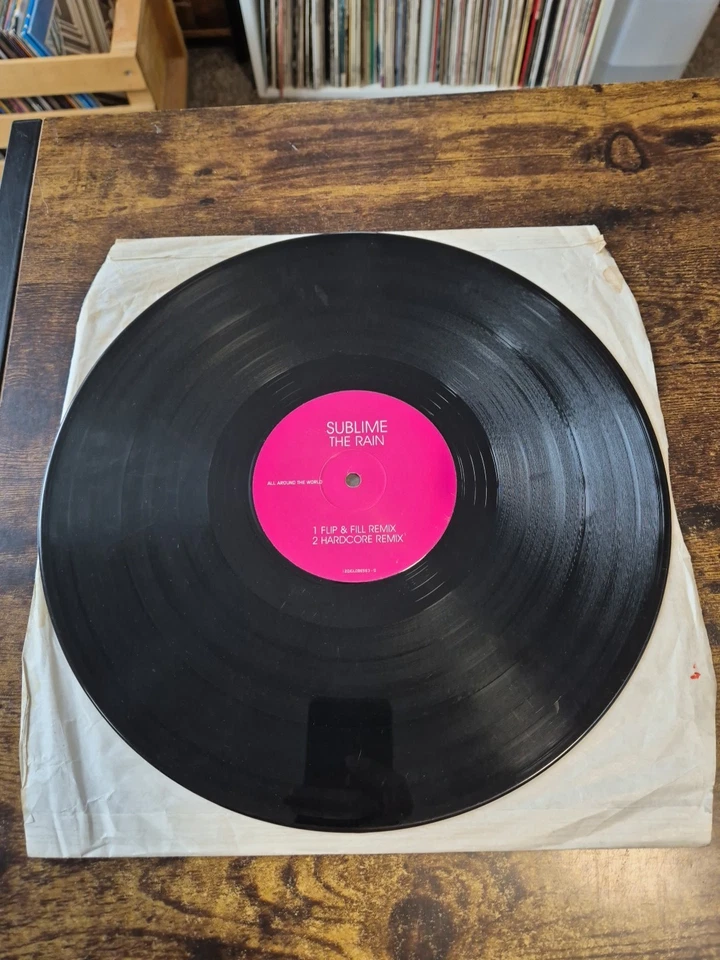 SUBLIME
THE RAIN
ALL AROUND THE WORLD
1 FLIP & FILL REMIX
2 HARDCORE REMIX